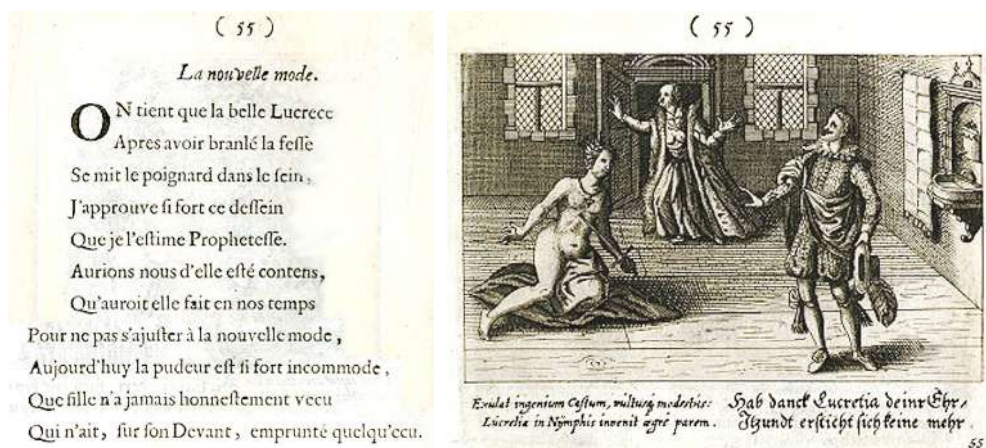 ( 55 )
La nouvelle mode.
ON tient que la belle Lucrece
Apres avoir branlé la feſſe
Se mit le poignard dans le ſein,
J'approuve ſi fort ce deſſein
Que je l'eſtime Propheteſſe.
Aurions nous d'elle eſté contens,
Qu'auroit elle fait en nos temps
Pour ne pas s'ajuſter à la nouvelle mode,
Aujourd'huy la pudeur eſt ſi fort incommode,
Que fille n'a jamais honneſtement vecu
Qui n'ait, ſur ſon Devant, emprunté quelqu'ecu.
( 55 )
Exulat ingenium Caſtum, vultusq modeſtus:
Lucretia in Nÿmphis invenit ægrè parem.
Hab danck Lucretia deinr Ehr,
Itzundt erſticht ſich keine mehr.
55